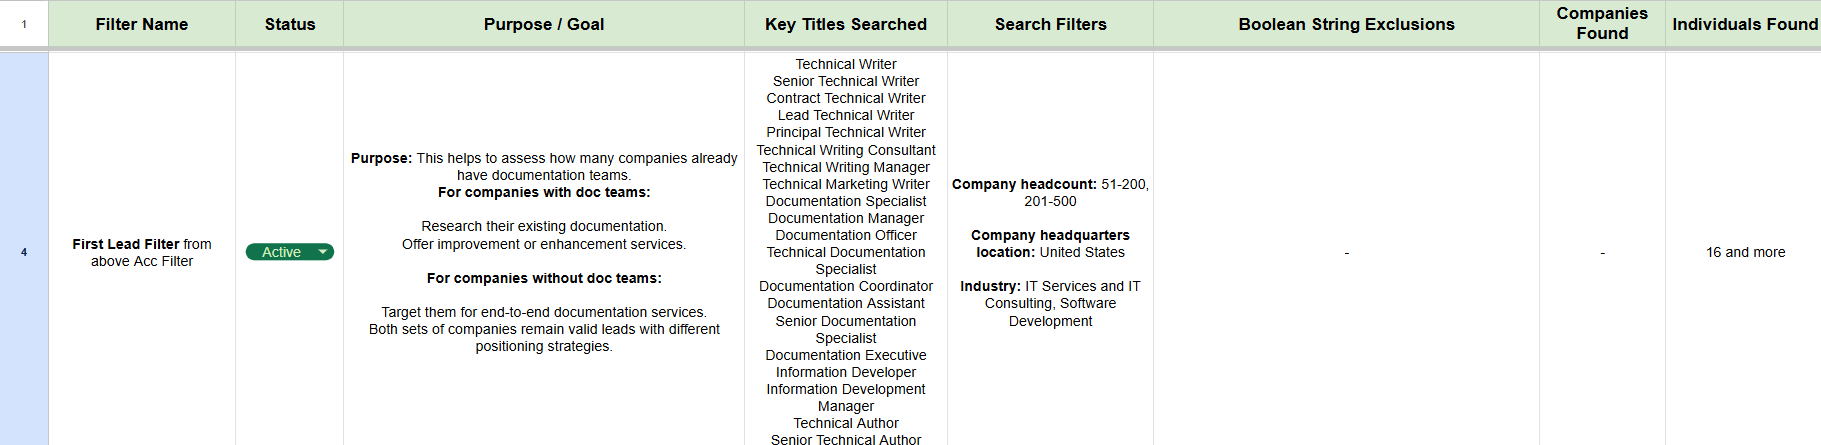 1
Filter Name
Status
Purpose / Goal
Key Titles Searched
Search Filters
Boolean String Exclusions
Companies
Found
Individuals Found
4
First Lead Filter from
above Acc Filter
Active
Purpose: This helps to assess how many companies already
have documentation teams.
For companies with doc teams:
Research their existing documentation.
Offer improvement or enhancement services.
For companies without doc teams:
Target them for end-to-end documentation services.
Both sets of companies remain valid leads with different
positioning strategies.
Technical Writer
Senior Technical Writer
Contract Technical Writer
Lead Technical Writer
Principal Technical Writer
Technical Writing Consultant
Technical Writing Manager
Technical Marketing Writer
Documentation Specialist
Documentation Manager
Documentation Officer
Technical Documentation
Specialist
Documentation Coordinator
Documentation Assistant
Senior Documentation
Specialist
Documentation Executive
Information Developer
Information Development
Manager
Technical Author
Senior Technical Author
Company headcount: 51-200,
201-500
Company headquarters
location: United States
Industry: IT Services and IT
Consulting, Software
Development
-
-
16 and more